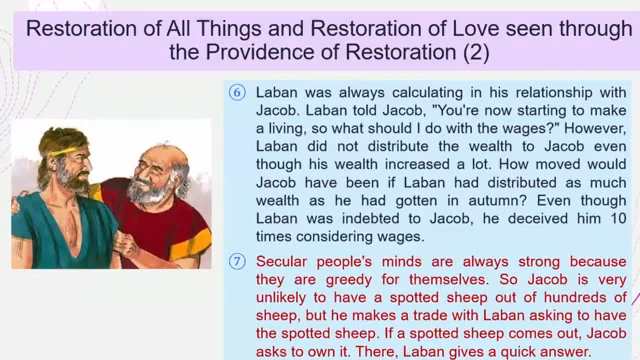 Restoration of All Things and Restoration of Love seen through
the Providence of Restoration (2)
⑥ Laban was always calculating in his relationship with
Jacob. Laban told Jacob, "You're now starting to make
a living, so what should I do with the wages?" However,
Laban did not distribute the wealth to Jacob even
though his wealth increased a lot. How moved would
Jacob have been if Laban had distributed as much
wealth as he had gotten in autumn? Even though
Laban was indebted to Jacob, he deceived him 10
times considering wages.
⑦ Secular people's minds are always strong because
they are greedy for themselves. So Jacob is very
unlikely to have a spotted sheep out of hundreds of
sheep, but he makes a trade with Laban asking to have
the spotted sheep. If a spotted sheep comes out, Jacob
asks to own it. There, Laban gives a quick answer.